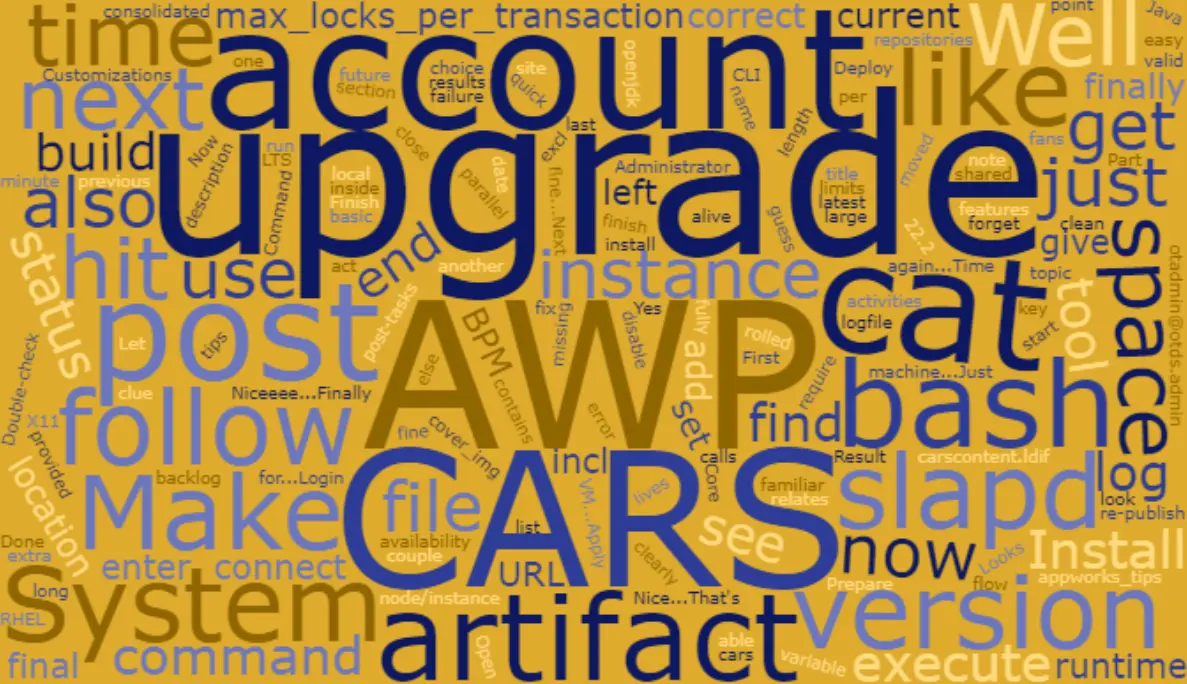 consolidated
max_locks_per_transaction
correct
current
point
Java
time
account
Well
easy
valid
one
openjdk
site
repositories
Customizations
future
section
choice
results
failure
quick
CLI
Deploy
like
finally
next
name
per
get
build
Now
description
run
LTS
close
last
excl
length
moved
fans
minute
previous
upgrade
local
inside
Finish
basic
parallel
date
fine...Next
Administrator
left
alive
title
limits
latest
large
note
shared
Part
just
also
Command
finish
install
guess
22.2
features
forget
clean
give
space
status
hit
use
act
end
another
instance
again...Time
topic
otadmin@otds.admin
post
post-tasks
fix
missing
Yes
disable
fully
add
rolled
First
cat
activities
logfile
key
start
tool
Let
tips
BPM
AWP
require
machine...Just
Double-check
clue
Niceeee...Finally
else
contains
set
find
bash
X11
follow
fine
cover_img
error
provided
location
backlog
for...Login
CARS
incl
calls
Core
Result
carscontent.ldif
log
look
re-publish
Make
file
list
VM...Apply
lives
familiar
relates
slapd
Done
extra
availability
couple
see
now
Looks
Install
enter
connect
URL
clearly
Prepare
flow
appworks_tips
long
System
node/instance
Nice...That's
version
RHEL
artifact
able
cars
final
command
Open
variable
execute
runtime